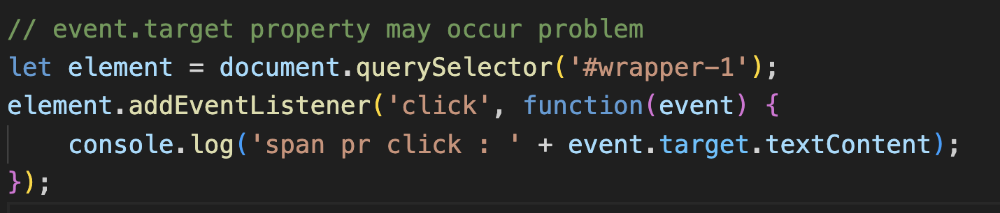 // event.target property may occur problem
let element = document.querySelector('#wrapper-1');
element.addEventListener('click', function(event) {
    console.log('span pr click : ' + event.target.textContent);
});